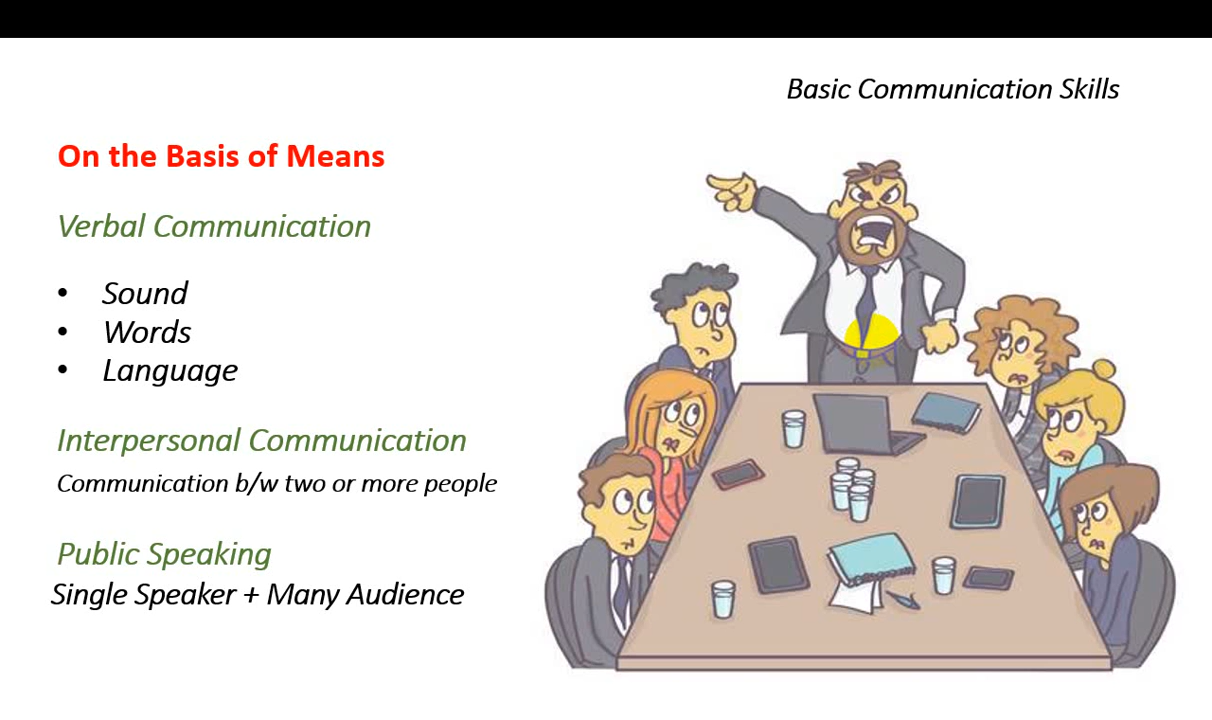 Basic Communication Skills
On the Basis of Means
Verbal Communication
• Sound
• Words
• Language
Interpersonal Communication
Communication b/w two or more people
Public Speaking
Single Speaker + Many Audience